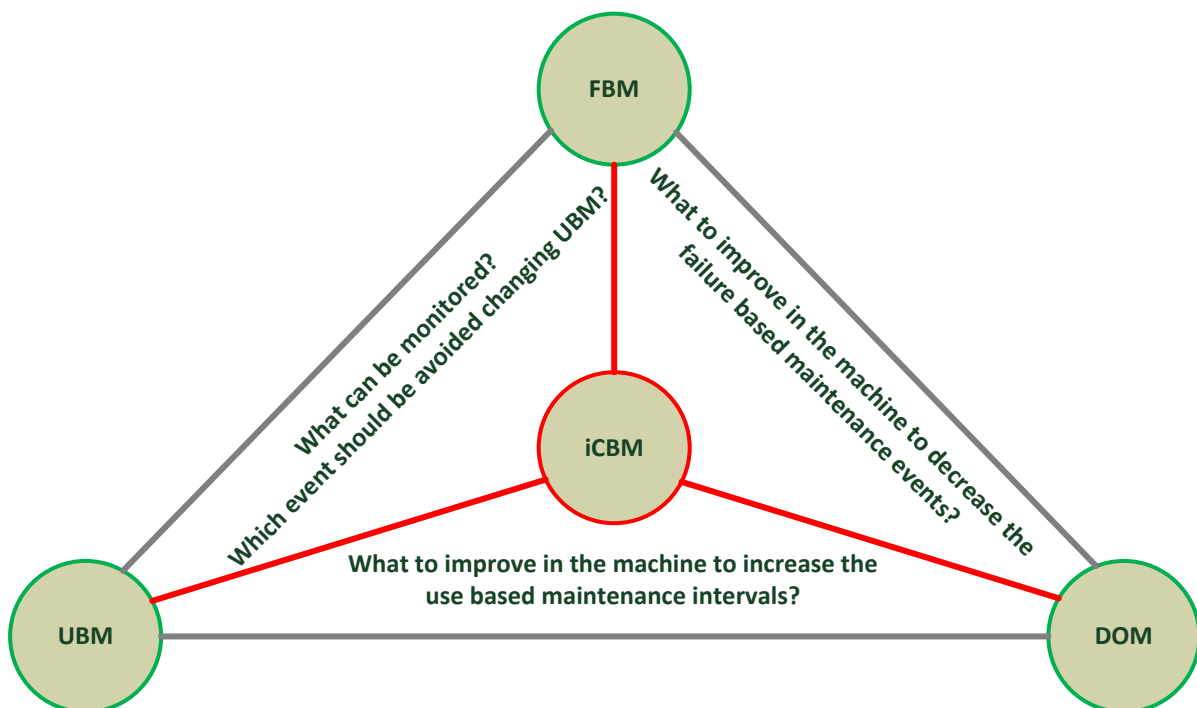 FBM
What can be monitored?
Which event should be avoided changing UBM?
What to improve in the machine to decrease the
failure based maintenance events?
iCBM
What to improve in the machine to increase the
use based maintenance intervals?
UBM
DOM